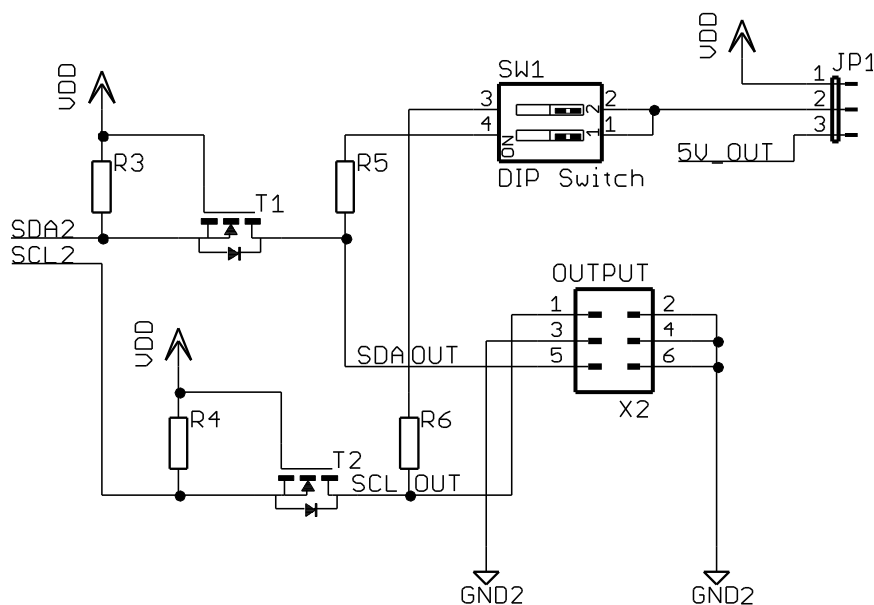 VDD
SW1
JP1
VDD
1
3
2
2
2
4
1
1
3
ON
5V_OUT
R3
R5
DIP Switch
T1
SDA2
SCL2
OUTPUT
1
2
3
4
VDD
SDA OUT
5
6
X2
R4
R6
T2
SCL_OUT
GND2
GND2